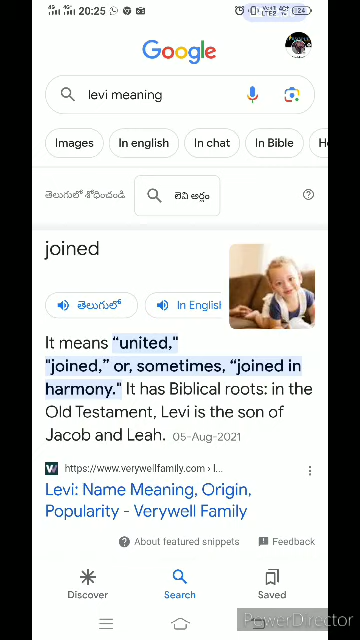 20:25
24
Google
levi meaning
Images
In english
In chat
In Bible
తెలుగులో శోధించండి
లెవి అర్థం
joined
తెలుగులో
In English
It means "united,"
"joined," or, sometimes, "joined in
harmony." It has Biblical roots: in the
Old Testament, Levi is the son of
Jacob and Leah. 05-Aug-2021
https://www.verywellfamily.com › l...
Levi: Name Meaning, Origin,
Popularity - Verywell Family
About featured snippets
Feedback
Discover
Search
Saved
PowerDirector